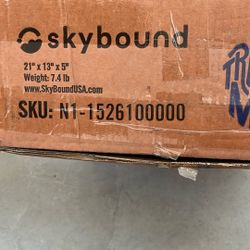 skybound
21" x 13" x 5"
Weight: 7.4 lb
www.SkyBoundUSA.com
SKU: N1-1526100000